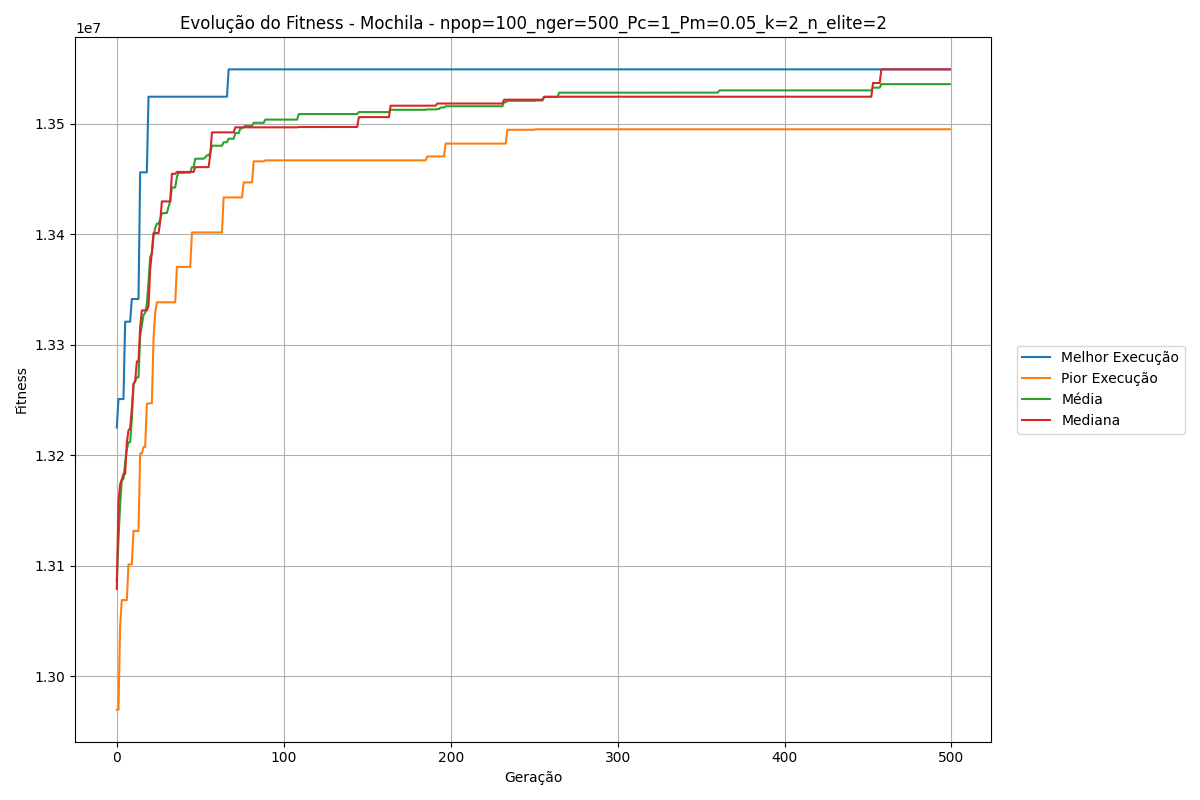 Evolução do Fitness - Mochila - npop=100_nger=500_Pc=1_Pm=0.05_k=2_n_elite=2
1e7
1.35
1.34
1.33
1.32
1.31
1.30
Fitness
0
100
200
300
400
500
Geração
Melhor Execução
Pior Execução
Média
Mediana